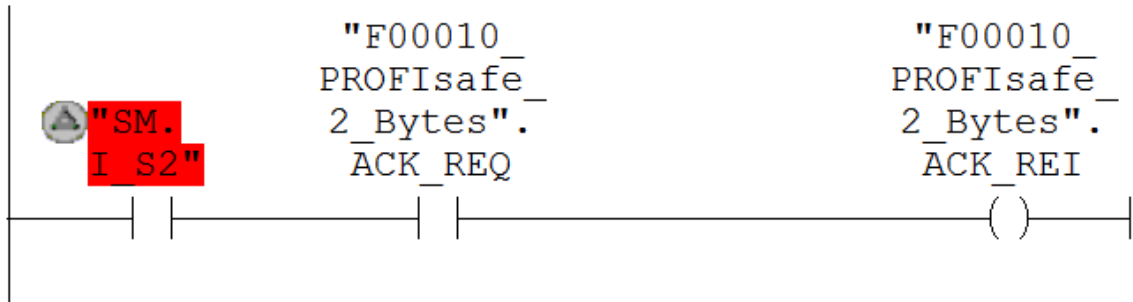 "F00010_
PROFIsafe_
2_Bytes".
ACK_REQ
"F00010_
PROFIsafe_
2_Bytes".
ACK_REI
"SM.
I_S2"